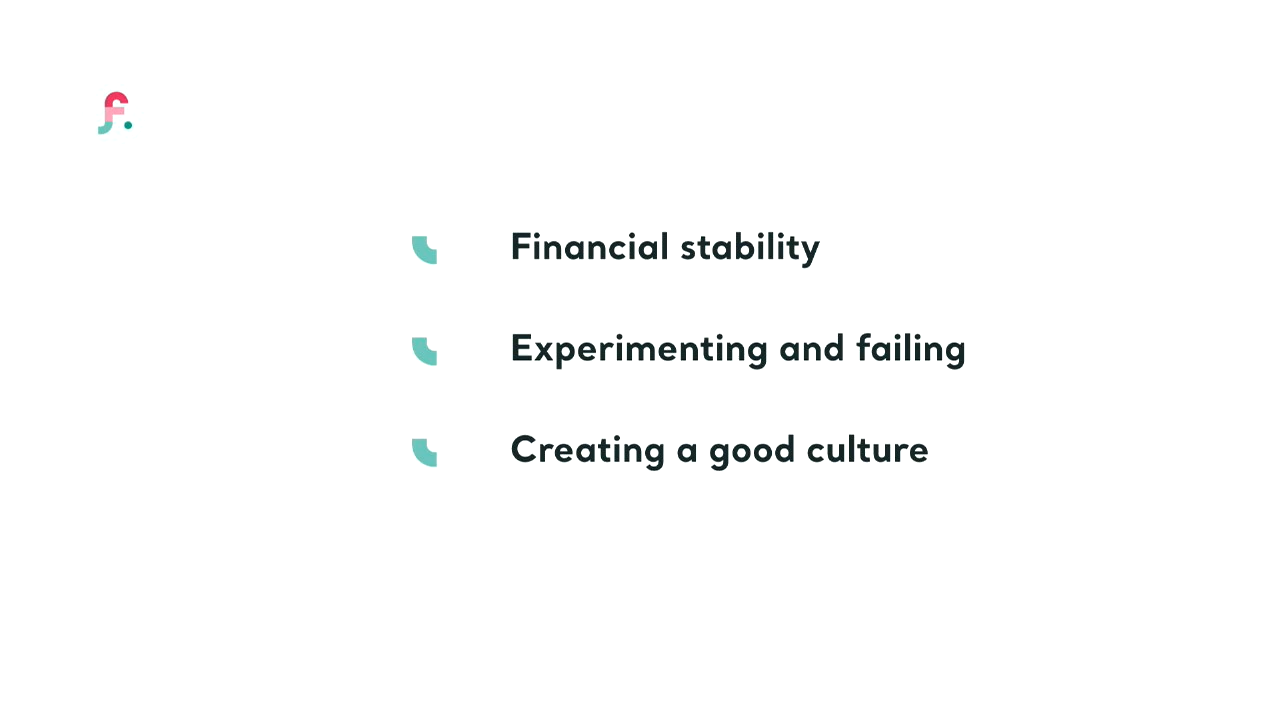 f.
Financial stability
Experimenting and failing
Creating a good culture